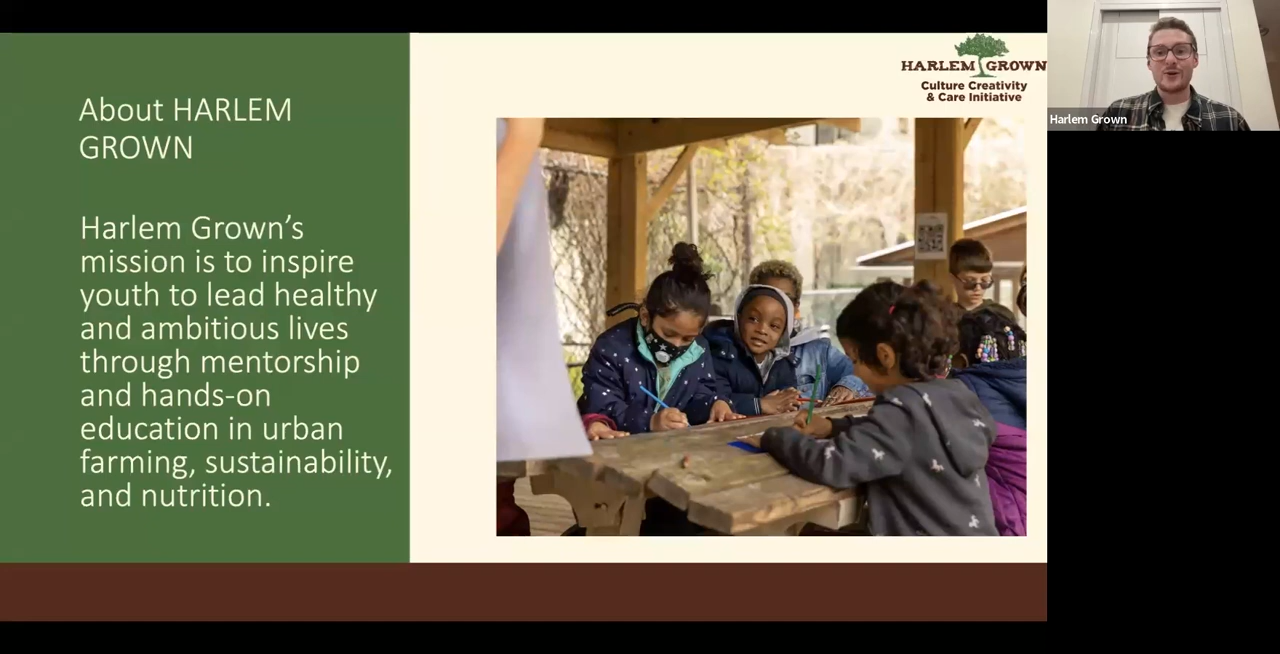 About HARLEM
GROWN
Harlem Grown’s
mission is to inspire
youth to lead healthy
and ambitious lives
through mentorship
and hands-on
education in urban
farming, sustainability,
and nutrition.
HARLEM GROWN
Culture Creativity
& Care Initiative
Harlem Grown